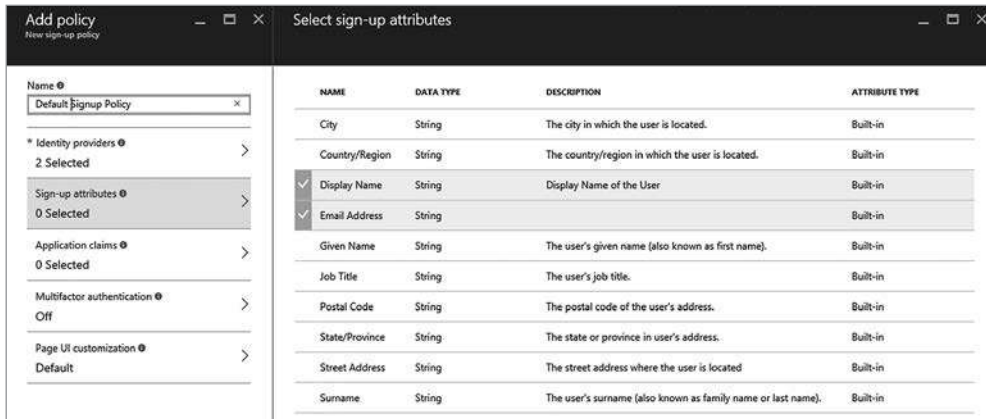 Add policy
New sign-up policy
Name
Default Signup Policy
* Identity providers
2 Selected
Sign-up attributes
0 Selected
Application claims
0 Selected
Multifactor authentication
Off
Page UI customization
Default
Select sign-up attributes
NAME DATA TYPE DESCRIPTION ATTRIBUTE TYPE
City String The city in which the user is located. Built-in
Country/Region String The country/region in which the user is located. Built-in
Display Name String Display Name of the User Built-in
Email Address String Built-in
Given Name String The user's given name (also known as first name). Built-in
Job Title String The user's job title. Built-in
Postal Code String The postal code of the user's address. Built-in
State/Province String The state or province in user's address. Built-in
Street Address String The street address where the user is located Built-in
Surname String The user's surname (also known as family name or last name). Built-in